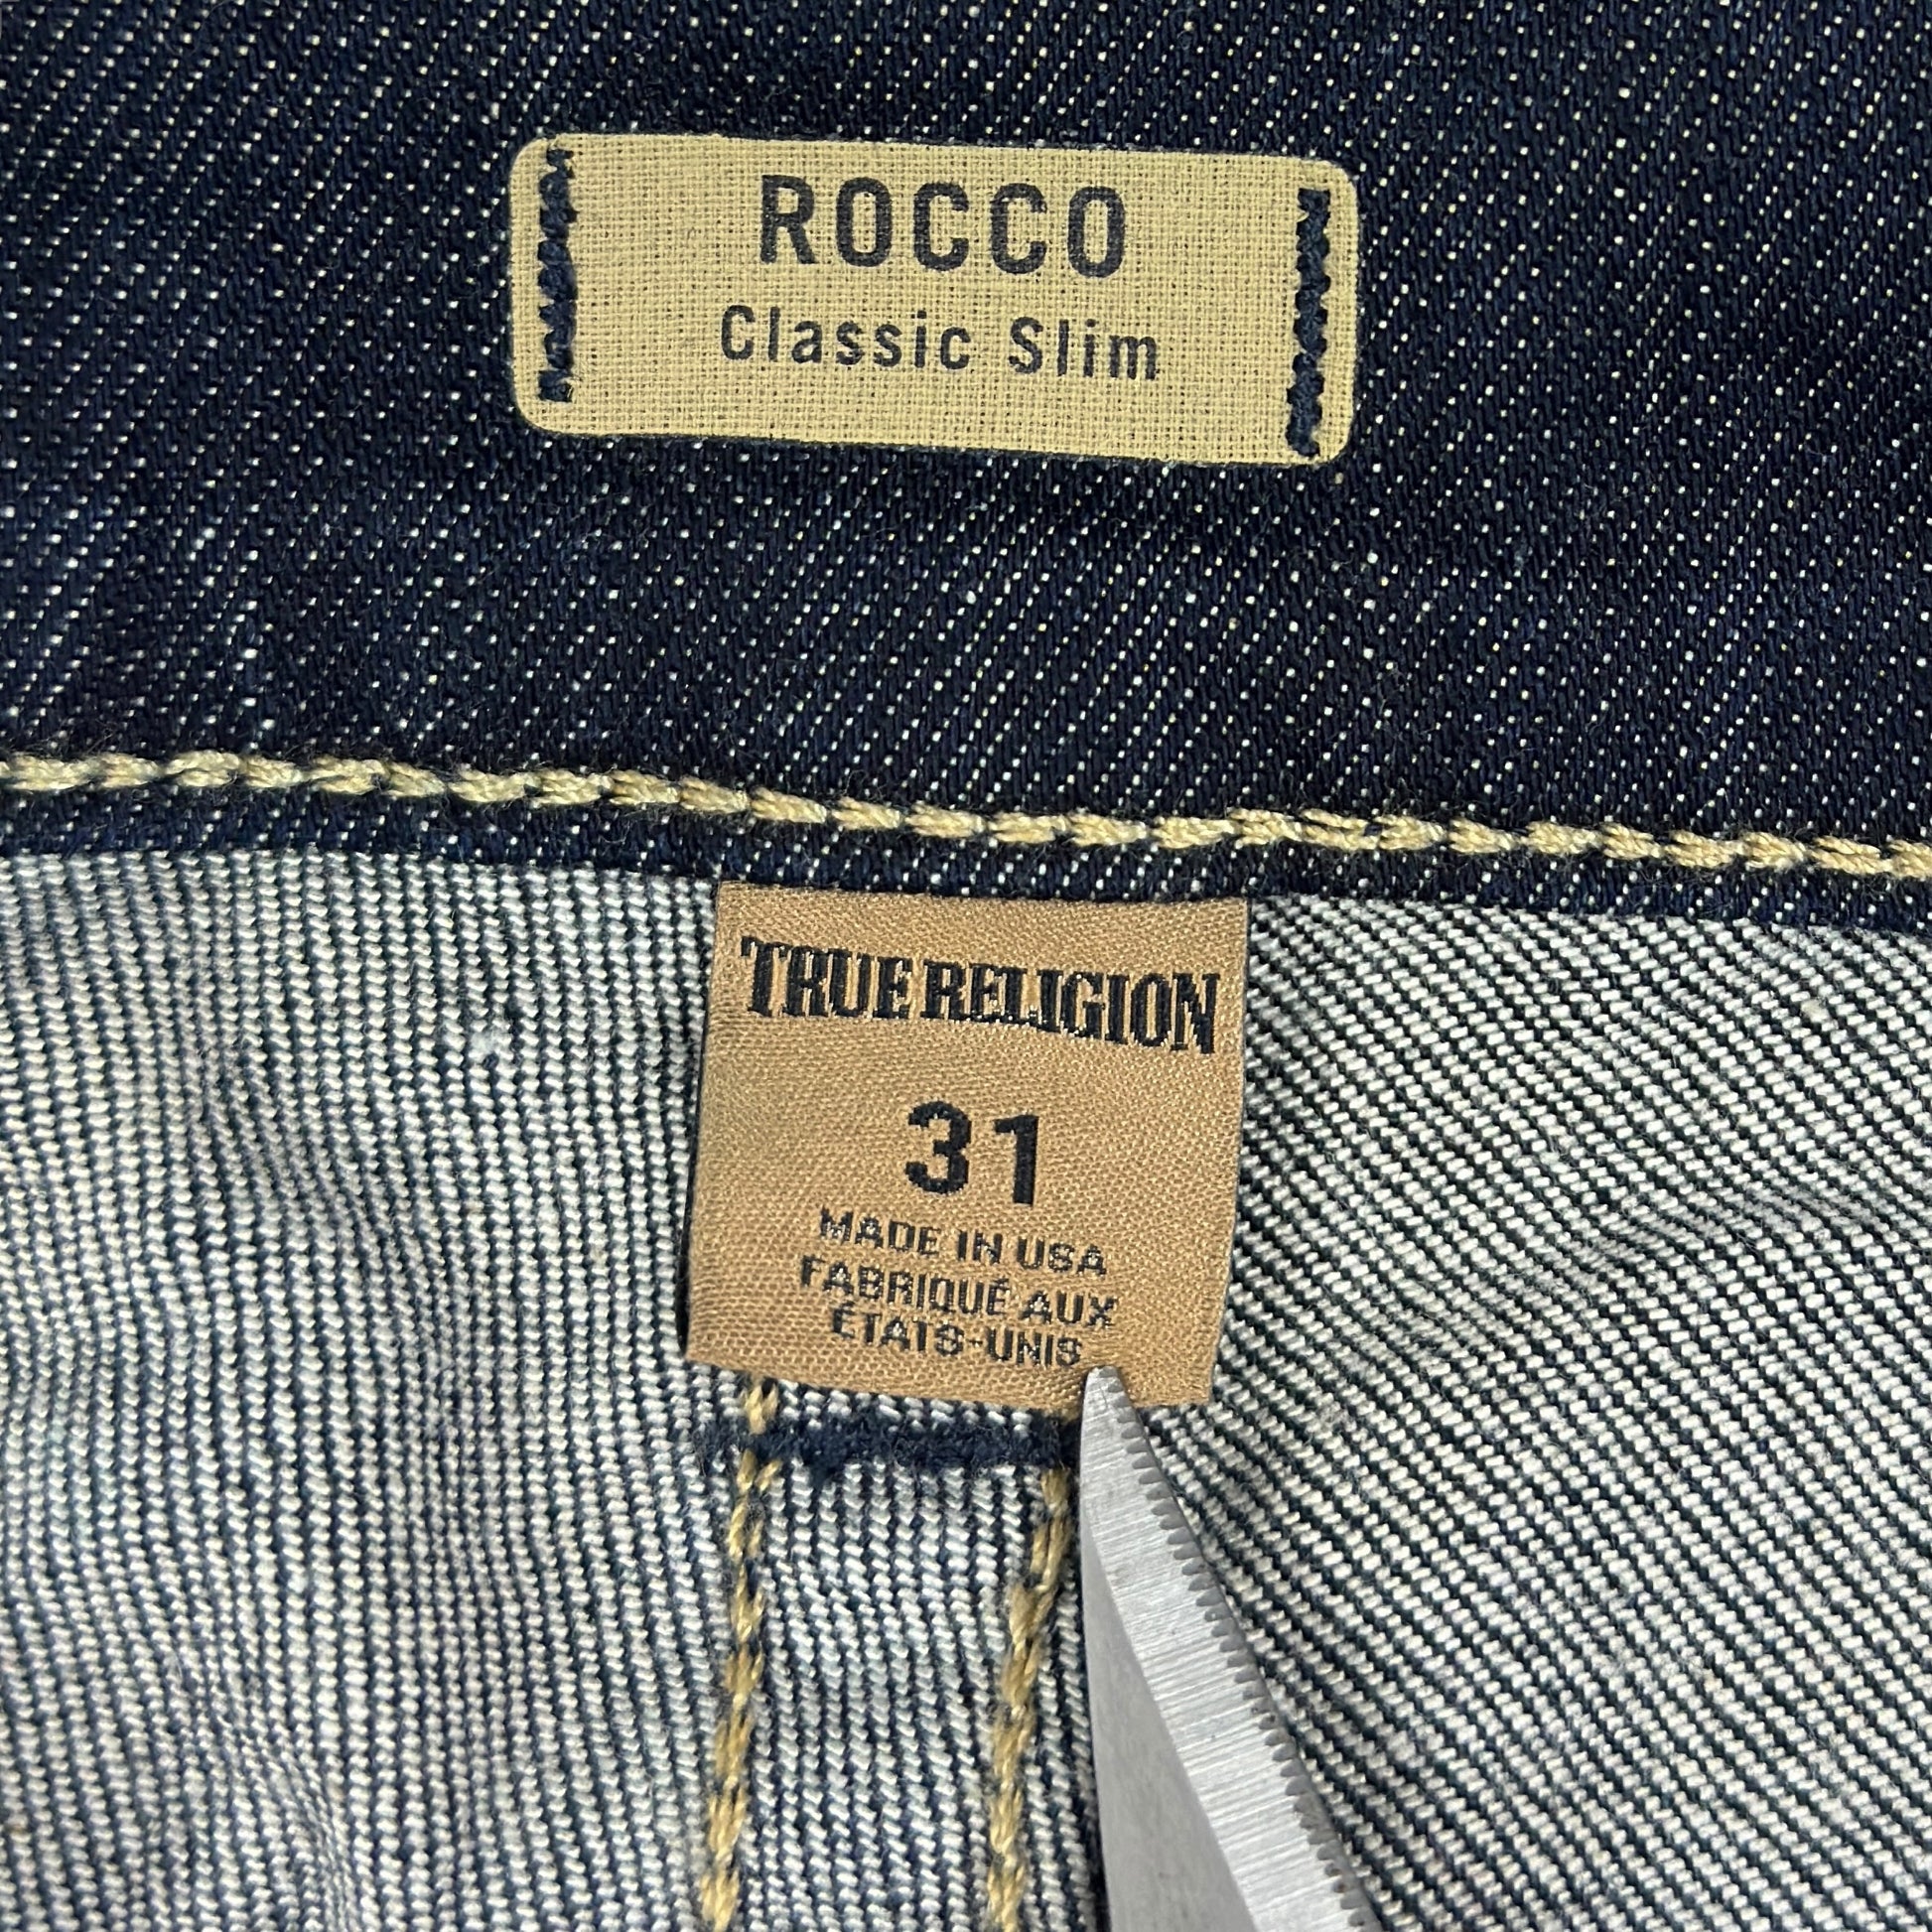 ROCCO
Classic Slim
TRUE RELIGION
31
MADE IN USA
FABRIQUÉ AUX
ÉTATS-UNIS